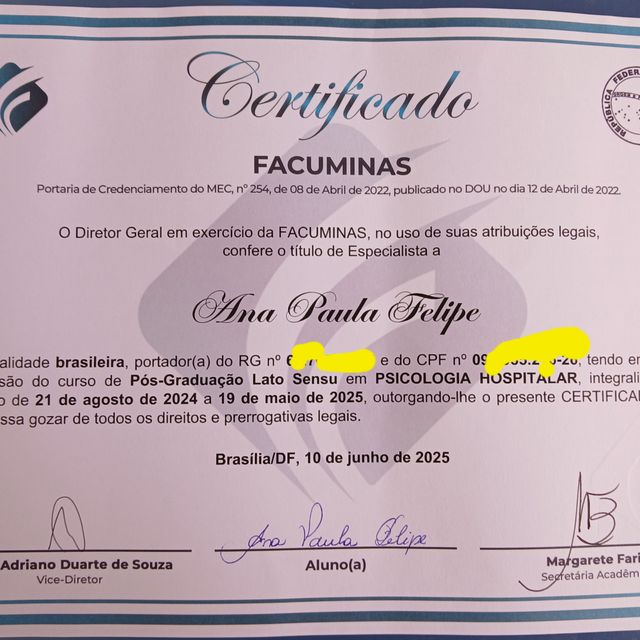 Certificado
REPÚBLICA FEDERA
FACUMINAS
Portaria de Credenciamento do MEC, nº 254, de 08 de Abril de 2022, publicado no DOU no dia 12 de Abril de 2022.
O Diretor Geral em exercício da FACUMINAS, no uso de suas atribuições legais,
confere o título de Especialista a
Ana Paula Felipe
alidade brasileira, portador(a) do RG nº e do CPF nº tendo em
são do curso de Pós-Graduação Lato Sensu em PSICOLOGIA HOSPITALAR, integrali
o de 21 de agosto de 2024 a 19 de maio de 2025, outorgando-lhe o presente CERTIFICA
ssa gozar de todos os direitos e prerrogativas legais.
Brasília/DF, 10 de junho de 2025
Ana Paula Felipe
Adriano Duarte de Souza
Vice-Diretor
Aluno(a)
Margarete Fari
Secretária Acadêm